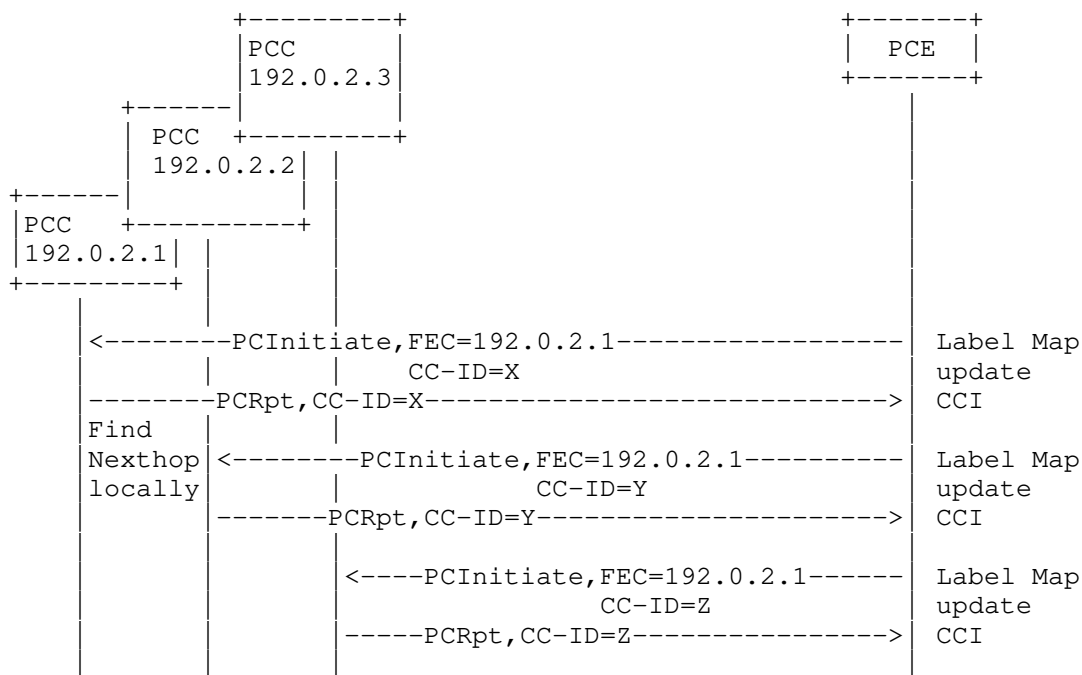 PCC
192.0.2.3
PCE
PCC
192.0.2.2
PCC
192.0.2.1
<--------PCInitiate,FEC=192.0.2.1------------------ Label Map
CC-ID=X update
--------PCRpt,CC-ID=X-----------------------------> CCI
Find
Nexthop <--------PCInitiate,FEC=192.0.2.1---------- Label Map
locally CC-ID=Y update
-------PCRpt,CC-ID=Y----------------------> CCI
<----PCInitiate,FEC=192.0.2.1------ Label Map
CC-ID=Z update
-----PCRpt,CC-ID=Z----------------> CCI